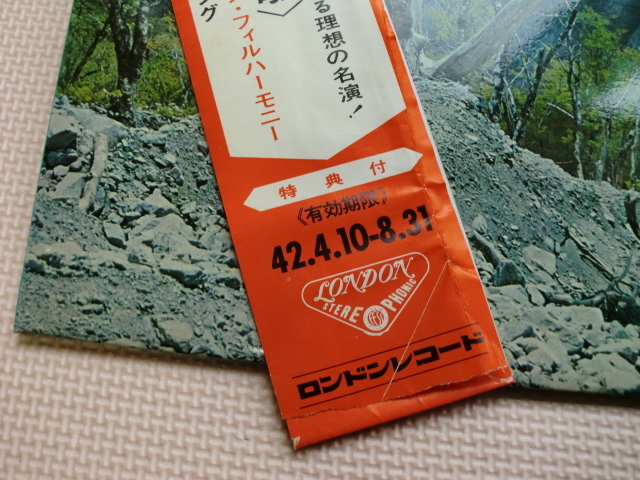 る理想の名演!
・フィルハーモニー
ング
特典付
《有効期限》
42.4.10-8.31
LONDON
STEREOPHONIC
ロンドンレコード